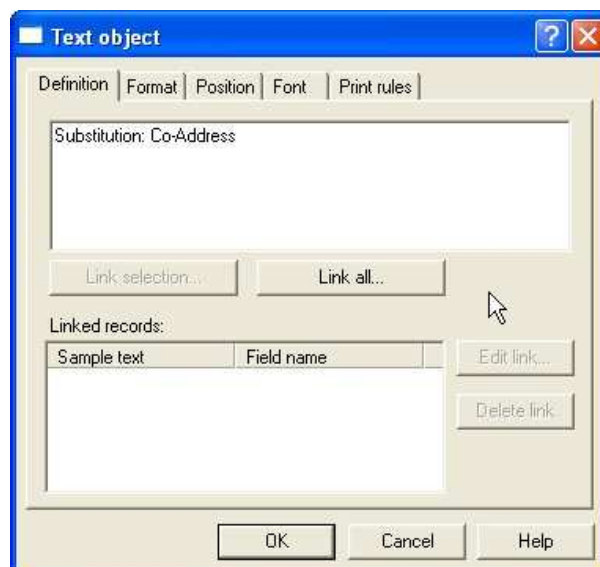 Text object
Definition Format Position Font Print rules
Substitution: Co-Address
Link selection... Link all...
Linked records:
Sample text Field name
Edit link...
Delete link
OK Cancel Help